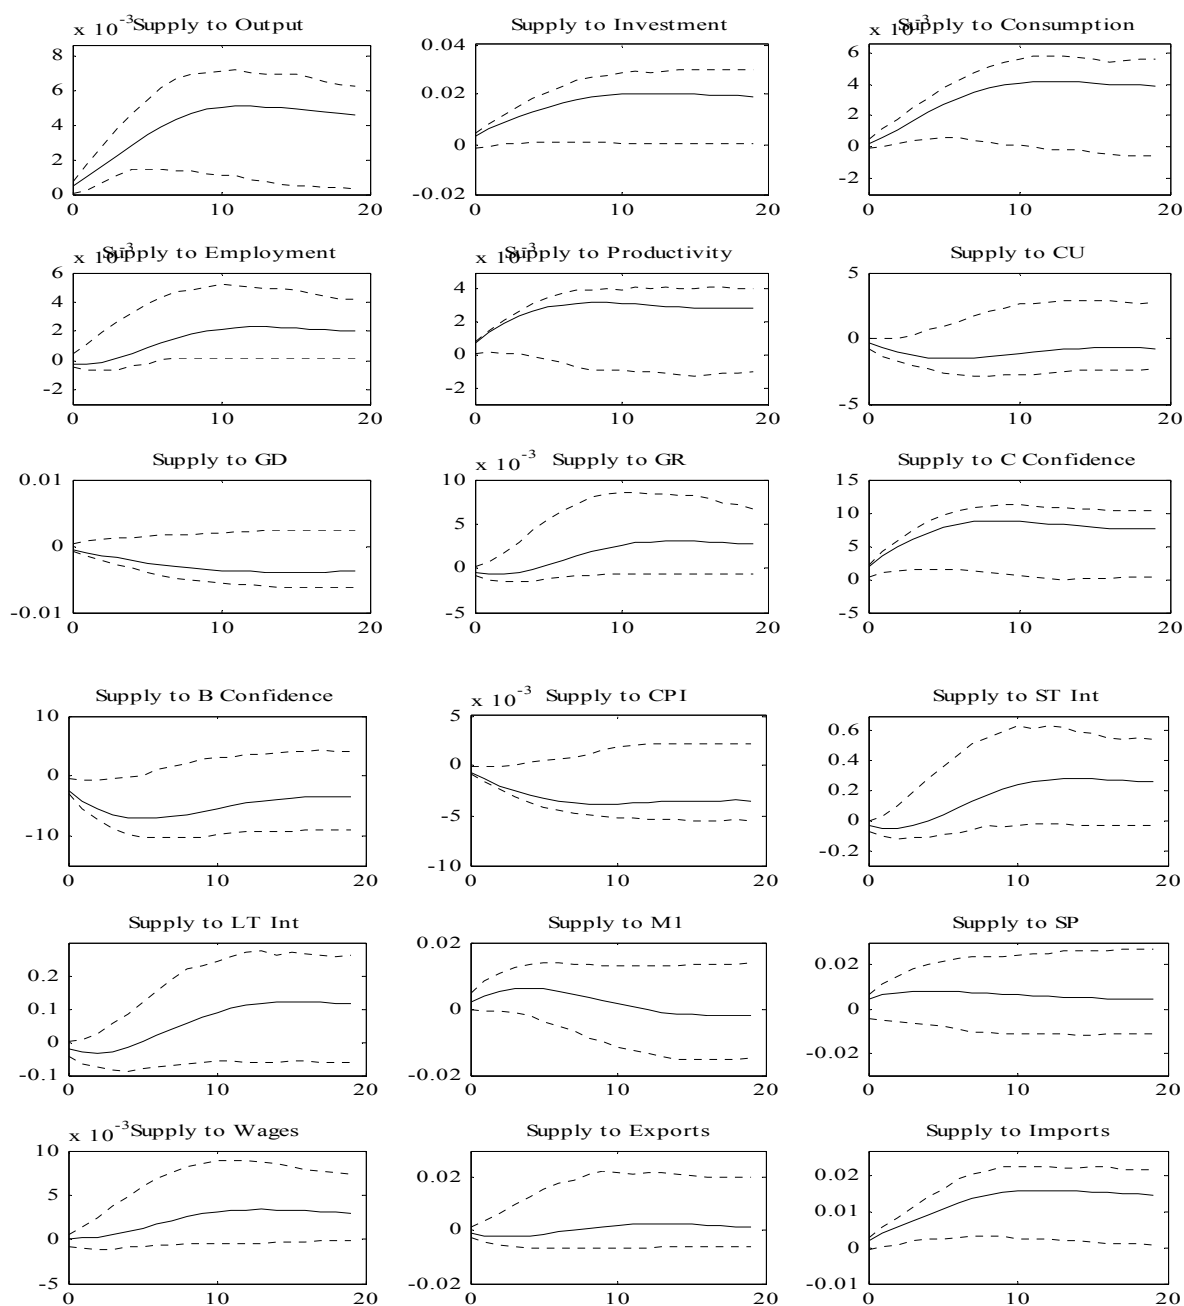 x 10^-3 Supply to Output
Supply to Investment
x 10^-3 Supply to Consumption
8
6
4
2
0
0 10 20
0.04
0.02
0
-0.02
0 10 20
6
4
2
0
-2
0 10 20
x 10^-3 Supply to Employment
x 10^-3 Supply to Productivity
Supply to CU
6
4
2
0
-2
0 10 20
4
2
0
-2
0 10 20
5
0
-5
0 10 20
Supply to GD
x 10^-3 Supply to GR
Supply to C Confidence
0.01
0
-0.01
0 10 20
10
5
0
-5
0 10 20
15
10
5
0
-5
0 10 20
Supply to B Confidence
x 10^-3 Supply to CPI
Supply to ST Int
10
0
-10
0 10 20
5
0
-5
-10
0 10 20
0.6
0.4
0.2
0
-0.2
0 10 20
Supply to LT Int
Supply to M1
Supply to SP
0.2
0.1
0
-0.1
0 10 20
0.02
0
-0.02
0 10 20
0.02
0
-0.02
0 10 20
x 10^-3 Supply to Wages
Supply to Exports
Supply to Imports
10
5
0
-5
0 10 20
0.02
0
-0.02
0 10 20
0.02
0.01
0
-0.01
0 10 20